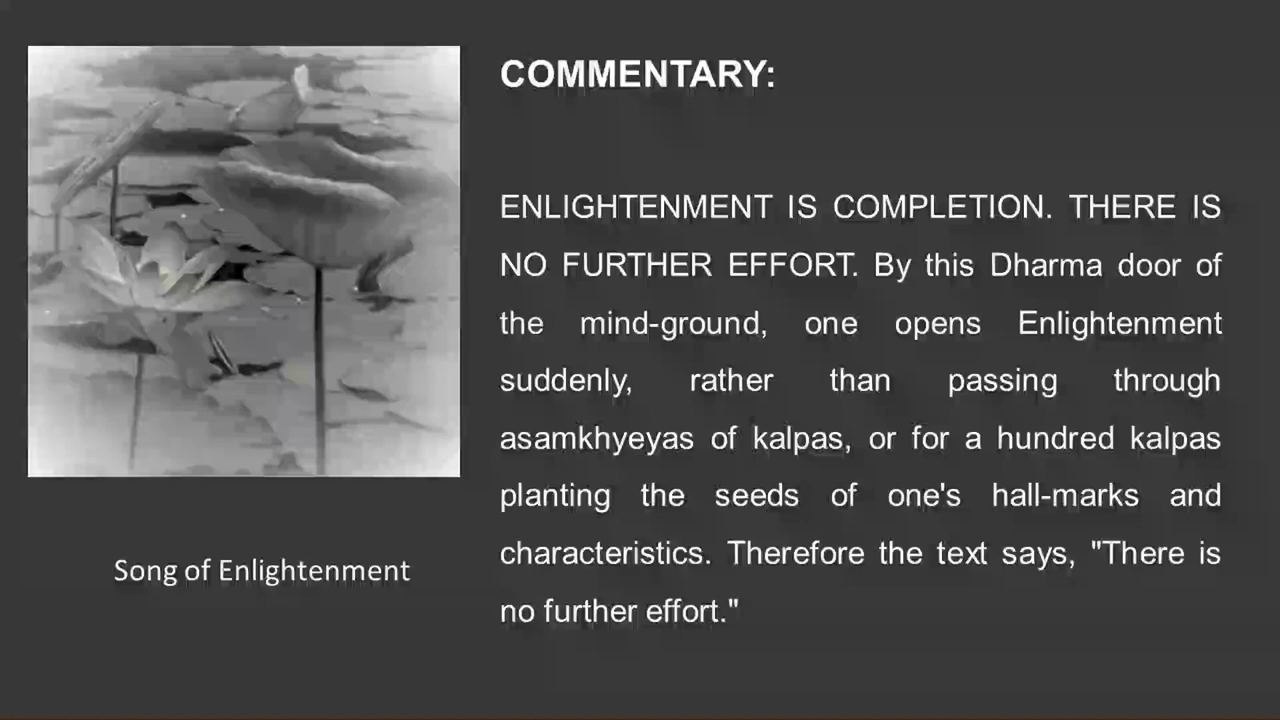 COMMENTARY:
ENLIGHTENMENT IS COMPLETION. THERE IS
NO FURTHER EFFORT. By this Dharma door of
the mind-ground, one opens Enlightenment
suddenly, rather than passing through
asamkhyeyas of kalpas, or for a hundred kalpas
planting the seeds of one's hall-marks and
characteristics. Therefore the text says, "There is
no further effort."
Song of Enlightenment